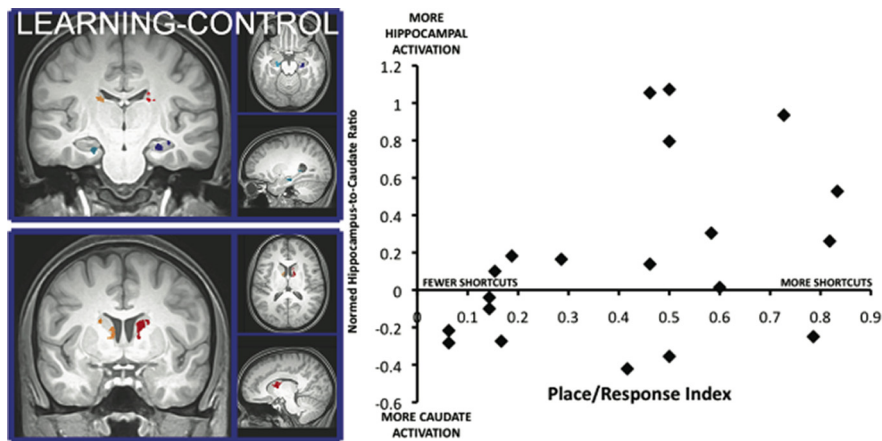 LEARNING-CONTROL
MORE
HIPPOCAMPAL
ACTIVATION
Normed Hippocampus-to-Caudate Ratio
1.2
1
0.8
0.6
0.4
0.2
0
-0.2
-0.4
-0.6
FEWER SHORTCUTS
MORE SHORTCUTS
0 0.1 0.2 0.3 0.4 0.5 0.6 0.7 0.8 0.9
Place/Response Index
MORE CAUDATE
ACTIVATION